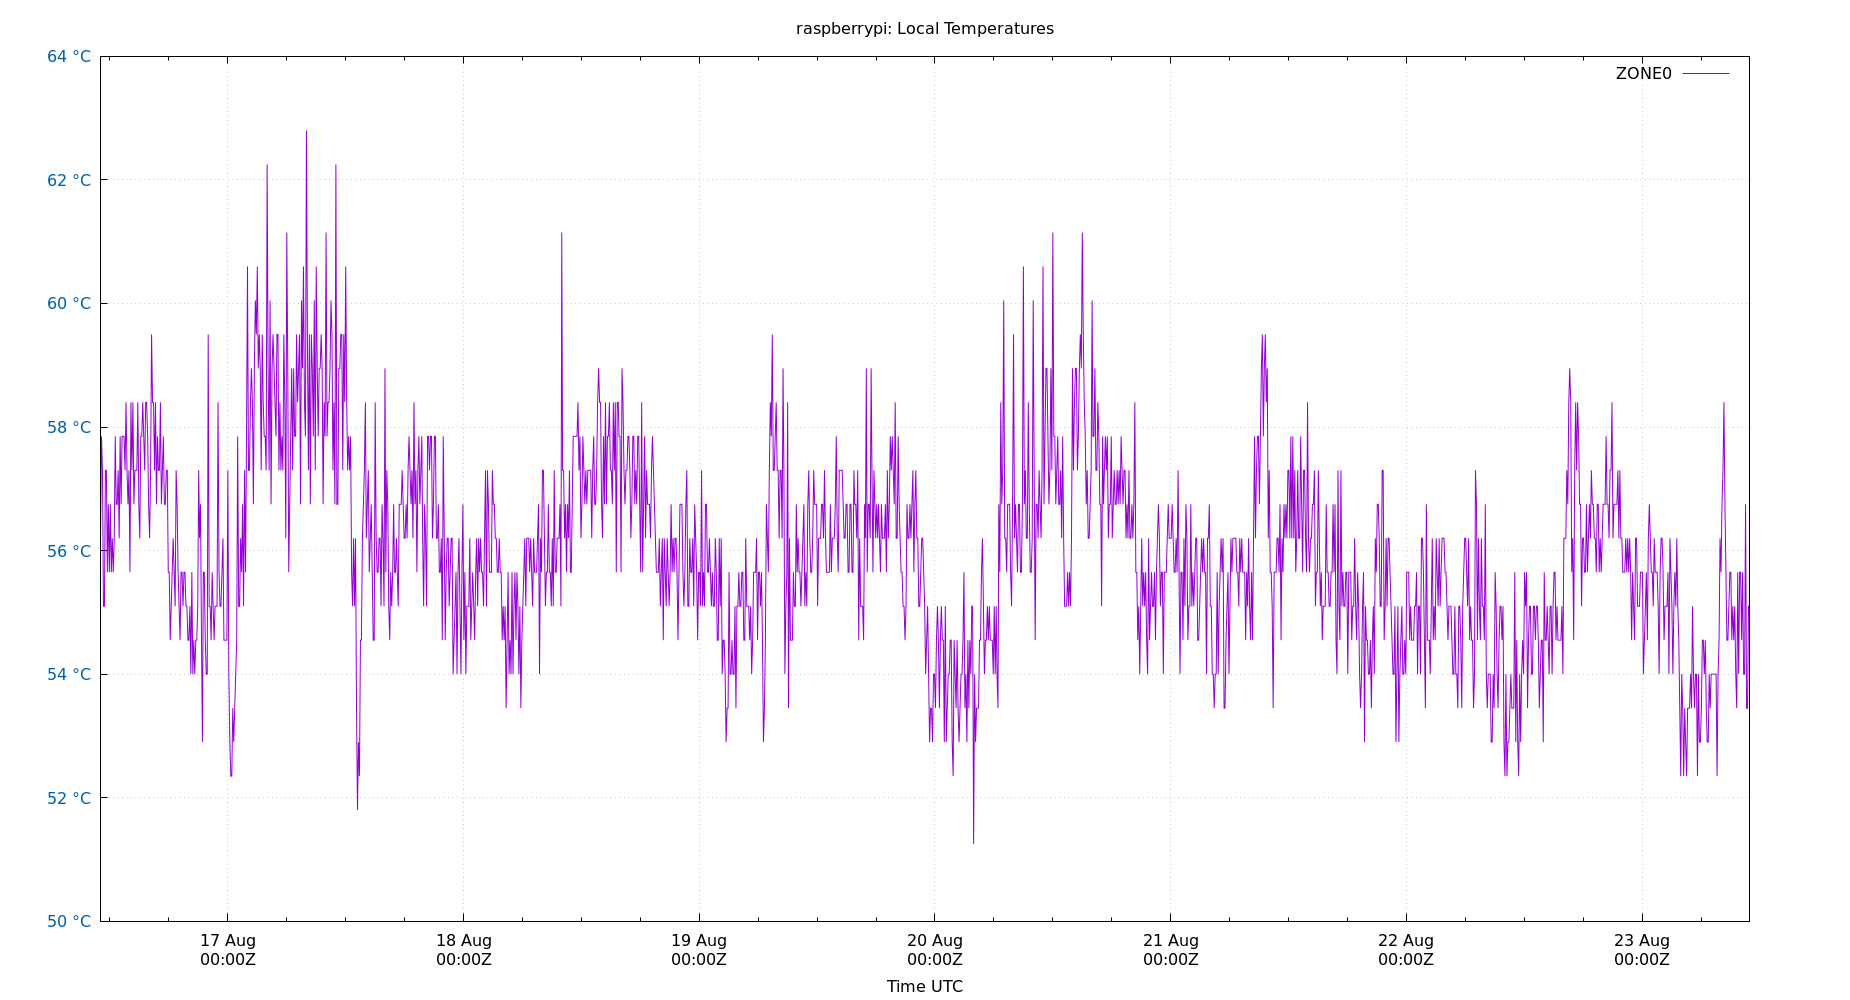 raspberrypi: Local Temperatures
64 °C
ZONE0
62 °C
60 °C
58 °C
56 °C
54 °C
52 °C
50 °C
17 Aug 18 Aug 19 Aug 20 Aug 21 Aug 22 Aug 23 Aug
00:00Z 00:00Z 00:00Z 00:00Z 00:00Z 00:00Z 00:00Z
Time UTC